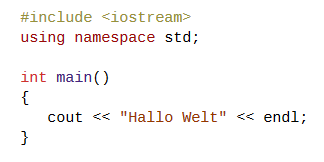 #include <iostream>
using namespace std;

int main()
{
   cout << "Hallo Welt" << endl;
}